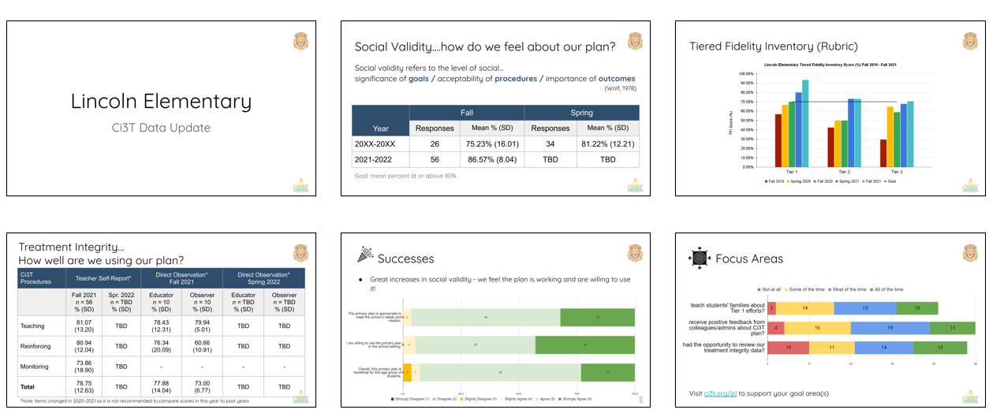 Lincoln Elementary
Ci3T Data Update
Social Validity....how do we feel about our plan?
Social validity refers to the level of social...
significance of goals / acceptability of procedures / importance of outcomes
(Wolf, 1978)
Year Fall Spring
Responses Mean % (SD) Responses Mean % (SD)
20XX-20XX 26 75.23% (16.01) 34 81.22% (12.21)
2021-2022 56 86.57% (8.04) TBD TBD
Goal: mean percent at or above 80%
Ci3T
Tiered Fidelity Inventory (Rubric)
Lincoln Elementary Tiered Fidelity Inventory Score (%) Fall 2019 - Fall 2021
TFI Score (%)
100.00%
90.00%
80.00%
70.00%
60.00%
50.00%
40.00%
30.00%
20.00%
10.00%
0.00%
Tier 1 Tier 2 Tier 3
Fall 2019 Spring 2020 Fall 2020 Spring 2021 Fall 2021 Goal
Ci3T
Treatment Integrity...
How well are we using our plan?
Ci3T Procedures Teacher Self-Report* Direct Observation* Fall 2021 Direct Observation* Spring 2022
Fall 2021 n = 56 % (SD) Spr. 2022 n = TBD % (SD) Educator n = 10 % (SD) Observer n = 10 % (SD) Educator n = TBD % (SD) Observer n = TBD % (SD)
Teaching 81.07 (13.20) TBD 78.43 (12.31) 79.94 (5.01) TBD TBD
Reinforcing 80.94 (12.04) TBD 76.34 (20.09) 60.66 (10.91) TBD TBD
Monitoring 73.86 (18.90) TBD - - - -
Total 78.75 (12.63) TBD 77.88 (14.04) 73.00 (6.77) TBD TBD
*Note: Items changed in 2020-2021 so it is not recommended to compare scores in this year to past years
Successes
Great increases in social validity - we feel the plan is working and are willing to use
it!
The primary plan is appropriate to
meet the school's needs and
mission.
I am willing to use the primary plan
in this school setting.
Overall, this primary plan is
beneficial for this age group of
students.
0% 25% 50% 75% 100%
Strongly Disagree (1) Disagree (2) Slightly Disagree (3) Slightly Agree (4) Agree (5) Strongly Agree (6)
Focus Areas
Not at all Some of the time Most of the time All of the time
teach students' families about
Tier 1 efforts?
2 14 15 10
receive positive feedback from
colleagues/admins about Ci3T
plan?
4 16 19 11
had the opportunity to review our
treatment integrity data?
10 11 14 13
0 10 20 30 40 50
Visit ci3t.org/pl to support your goal area(s)
Ci3T